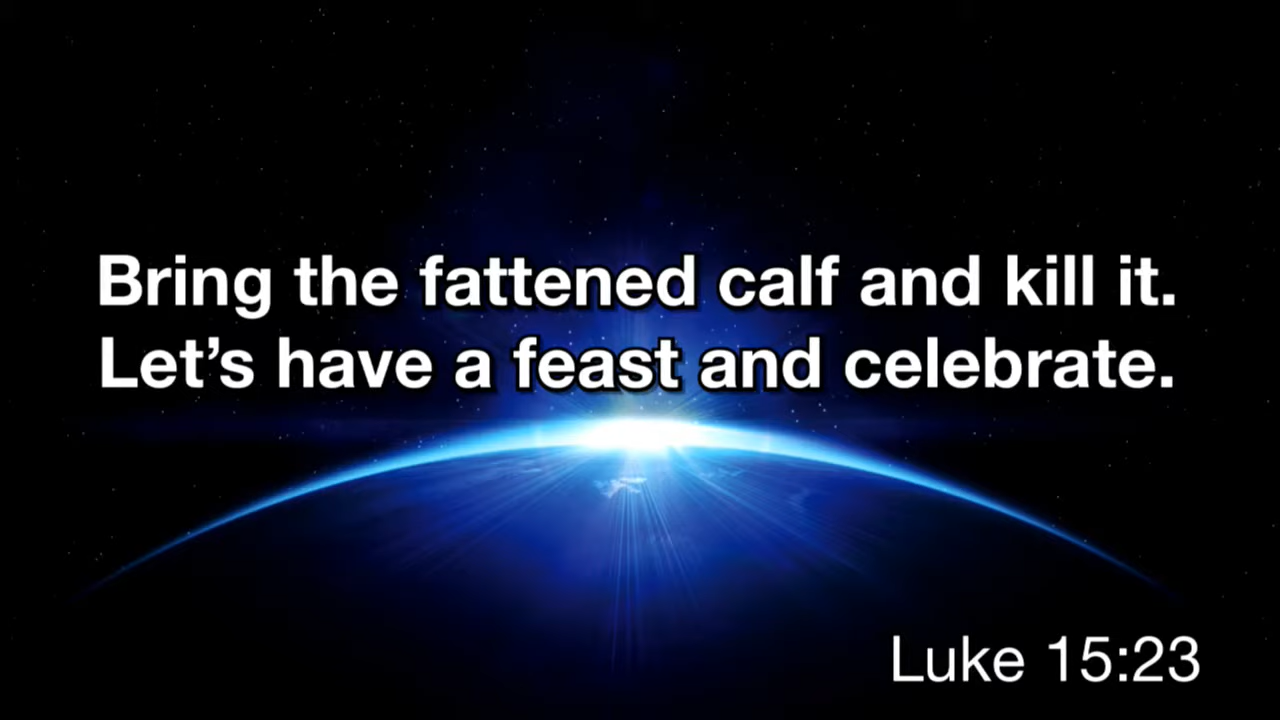 Bring the fattened calf and kill it.
Let’s have a feast and celebrate.
Luke 15:23